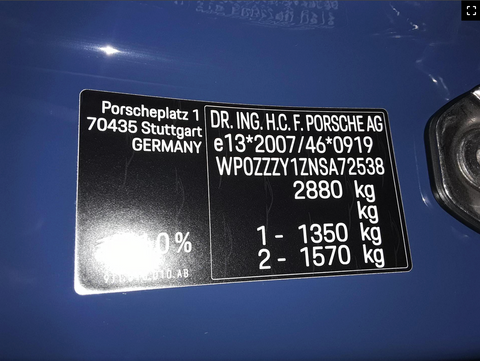 Porscheplatz 1
70435 Stuttgart
GERMANY
DR. ING. H.C. F. PORSCHE AG
e13*2007/46*0919
WP0ZZZY1ZNSA72538
2880 kg
kg
1 - 1350 kg
2 - 1570 kg
%